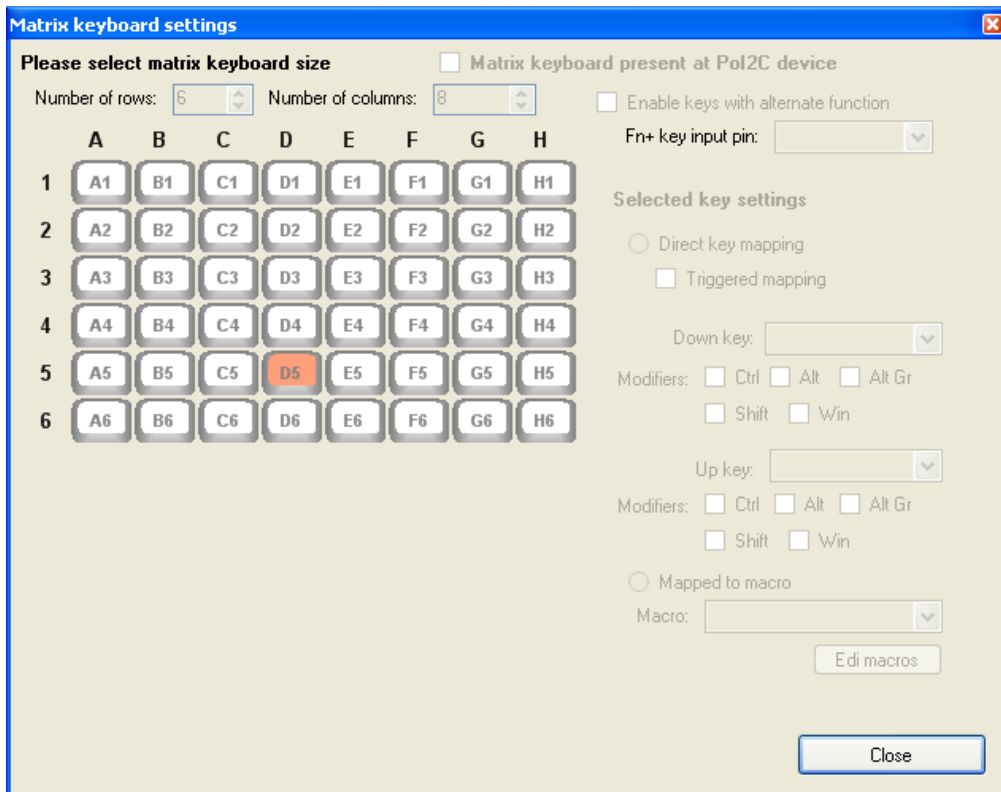 Matrix keyboard settings
Please select matrix keyboard size
Matrix keyboard present at PoI2C device
Number of rows: 6 Number of columns: 8
Enable keys with alternate function
Fn+ key input pin:
A B C D E F G H
1 A1 B1 C1 D1 E1 F1 G1 H1
Selected key settings
2 A2 B2 C2 D2 E2 F2 G2 H2
Direct key mapping
3 A3 B3 C3 D3 E3 F3 G3 H3
Triggered mapping
4 A4 B4 C4 D4 E4 F4 G4 H4
Down key:
5 A5 B5 C5 D5 E5 F5 G5 H5
Modifiers: Ctrl Alt Alt Gr
6 A6 B6 C6 D6 E6 F6 G6 H6
Shift Win
Up key:
Modifiers: Ctrl Alt Alt Gr
Shift Win
Mapped to macro
Macro:
Edi macros
Close